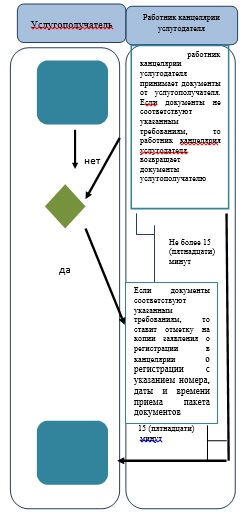 Услугополучатель
Работник канцелярии
услугодателя
работник
канцелярии
услугодателя
принимает документы
от услугополучателя.
Если документы не
соответствуют
указанным
требованиям, то
работник канцелярия
услугодателя
возвращает
документы
услугополучателю
нет
Не более 15
(пятнадцати)
минут
да
Если документы
соответствуют
указанным
требованиям, то
ставит отметку на
копии заявления о
регистрации в
канцелярии о
регистрации с
указанием номера,
даты и времени
приема пакета
документов
15 (пятнадцати)
минут